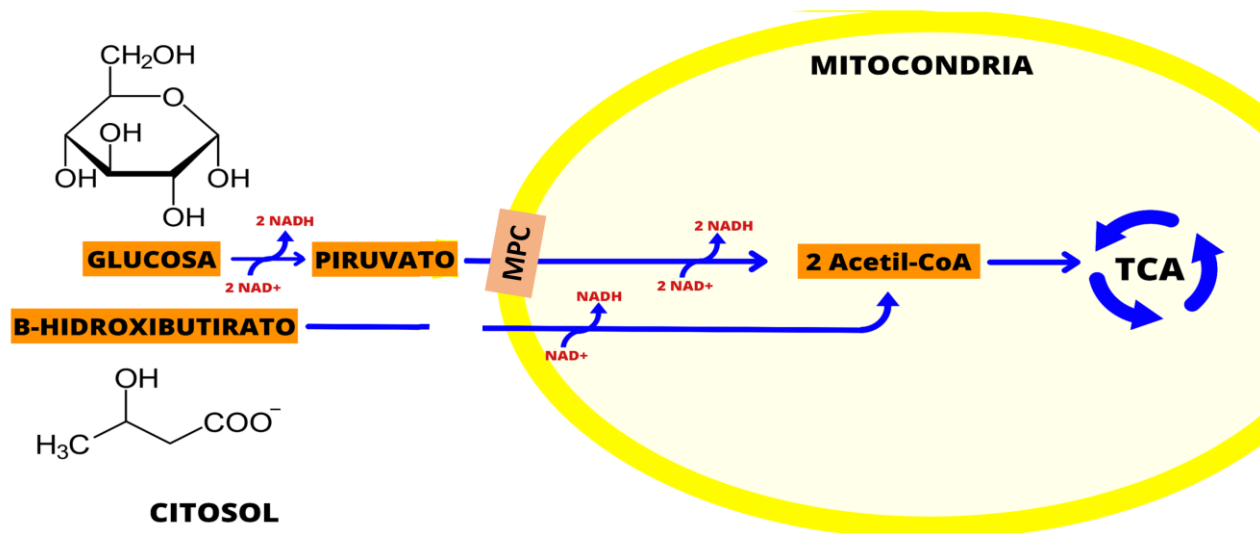 MITOCONDRIA
CH₂OH
O
OH
OH
OH
OH
2 NADH
GLUCOSA
PIRUVATO
2 NAD+
MPC
2 NADH
2 NAD+
2 Acetil-CoA
TCA
B-HIDROXIBUTIRATO
NADH
NAD+
OH
H₃C
COO⁻
CITOSOL